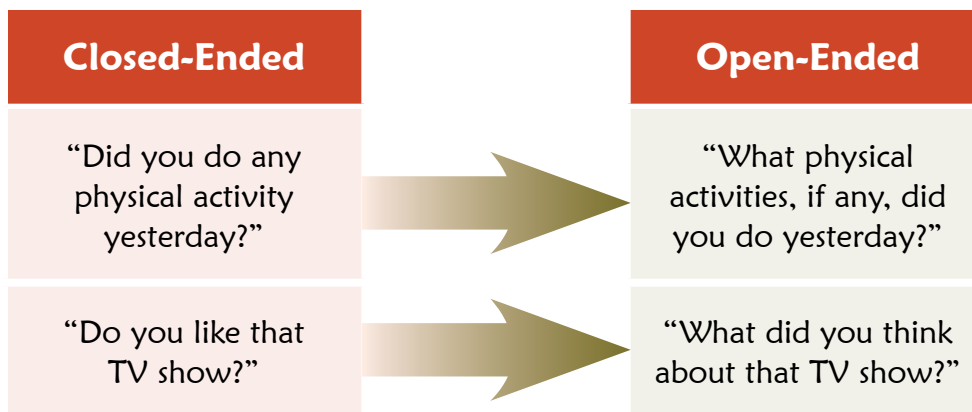 Closed-Ended
Open-Ended
“Did you do any
physical activity
yesterday?”
“What physical
activities, if any, did
you do yesterday?”
“Do you like that
TV show?”
“What did you think
about that TV show?”